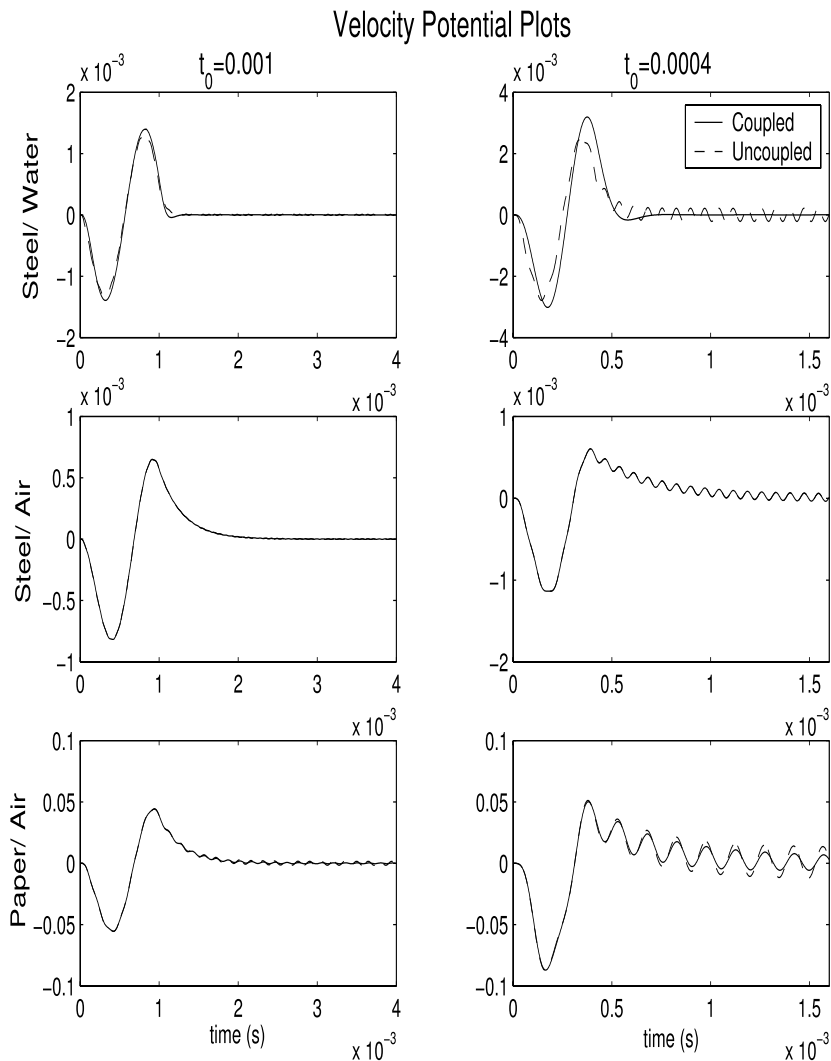 Velocity Potential Plots
t₀=0.001
t₀=0.0004
x 10⁻³
x 10⁻³
Steel/ Water
2
1
0
−1
−2
0 1 2 3 4
x 10⁻³
4
2
0
−2
−4
0 0.5 1 1.5
x 10⁻³
Coupled
Uncoupled
x 10⁻³
x 10⁻³
Steel/ Air
1
0.5
0
−0.5
−1
0 1 2 3 4
x 10⁻³
1
0
−1
−2
0 0.5 1 1.5
x 10⁻³
Paper/ Air
0.1
0.05
0
−0.05
−0.1
0 1 2 3 4
time (s)
x 10⁻³
0.1
0.05
0
−0.05
−0.1
0 0.5 1 1.5
time (s)
x 10⁻³